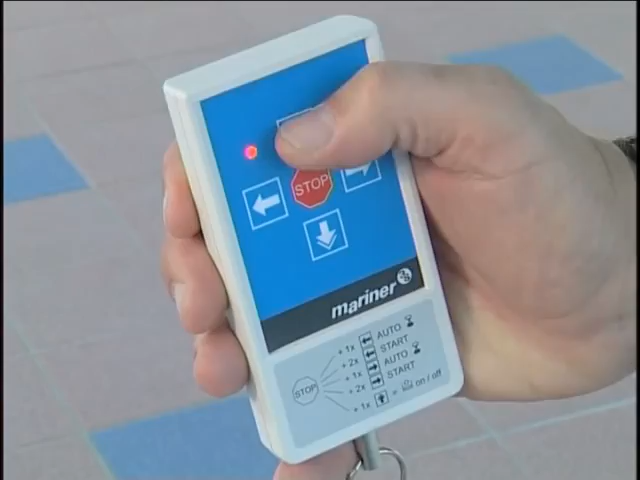 STOP
mariner
+1x AUTO
+2x START
STOP +1x AUTO
+2x START
+1x = on / off